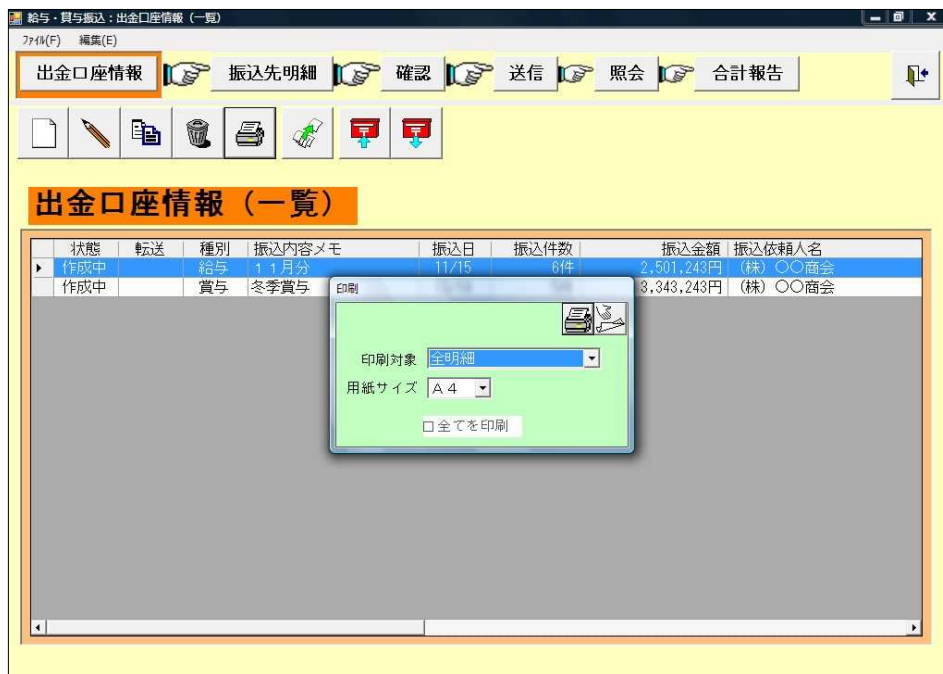 給与・賞与振込：出金口座情報（一覧）
ﾌｧｲﾙ(F) 編集(E)
出金口座情報 振込先明細 確認 送信 照会 合計報告
出金口座情報（一覧）
状態 転送 種別 振込内容メモ 振込日 振込件数 振込金額 振込依頼人名
作成中 給与 １１月分 11/15 6件 2,501,243円 （株）〇〇商会
作成中 賞与 冬季賞与 3,343,243円 （株）〇〇商会
印刷
印刷対象 全明細
用紙サイズ Ａ４
全てを印刷